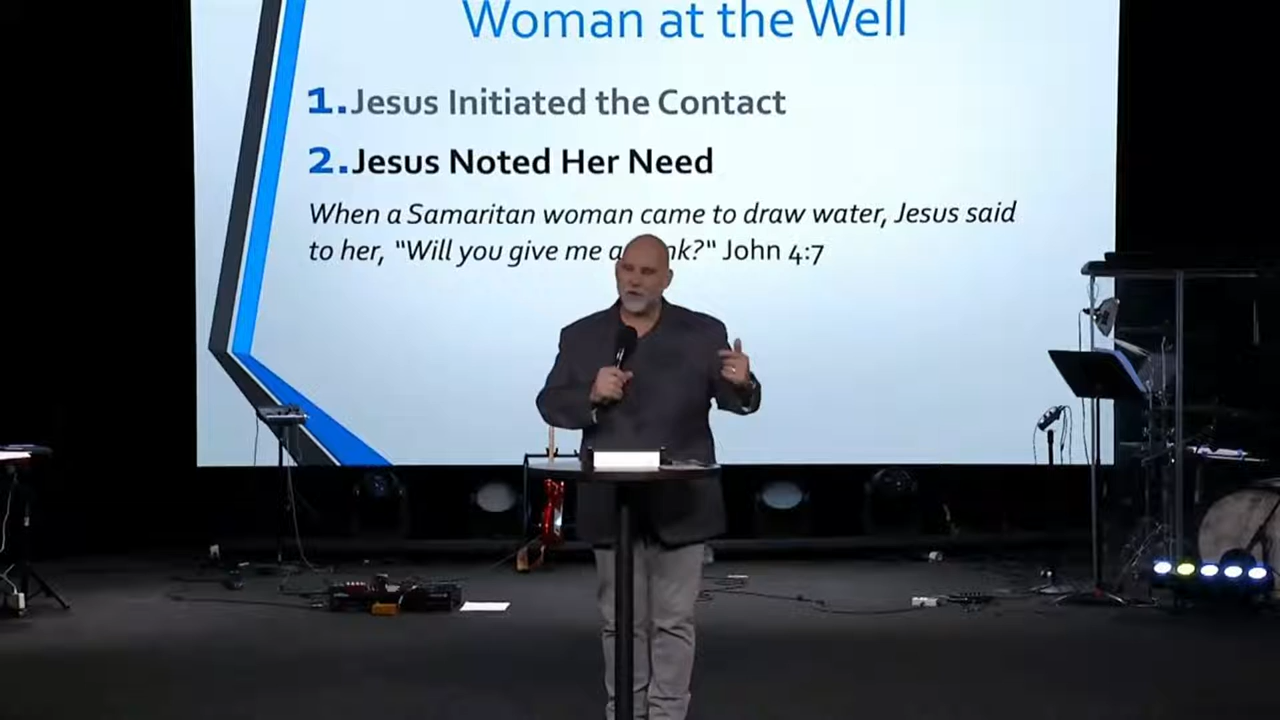 Woman at the Well
1. Jesus Initiated the Contact
2. Jesus Noted Her Need
When a Samaritan woman came to draw water, Jesus said
to her, "Will you give me a nk?" John 4:7